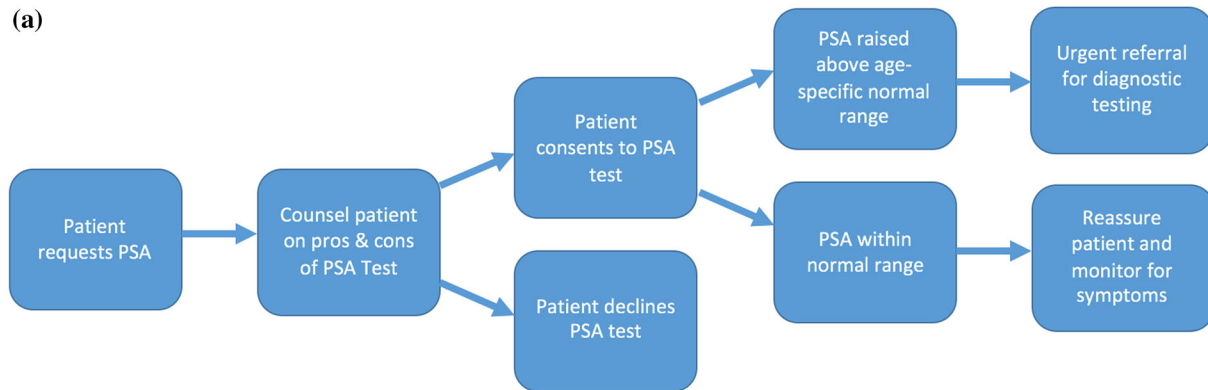 (a)
Patient
requests PSA
Counsel patient
on pros & cons
of PSA Test
Patient
consents to PSA
test
Patient declines
PSA test
PSA raised
above age-
specific normal
range
Urgent referral
for diagnostic
testing
PSA within
normal range
Reassure
patient and
monitor for
symptoms